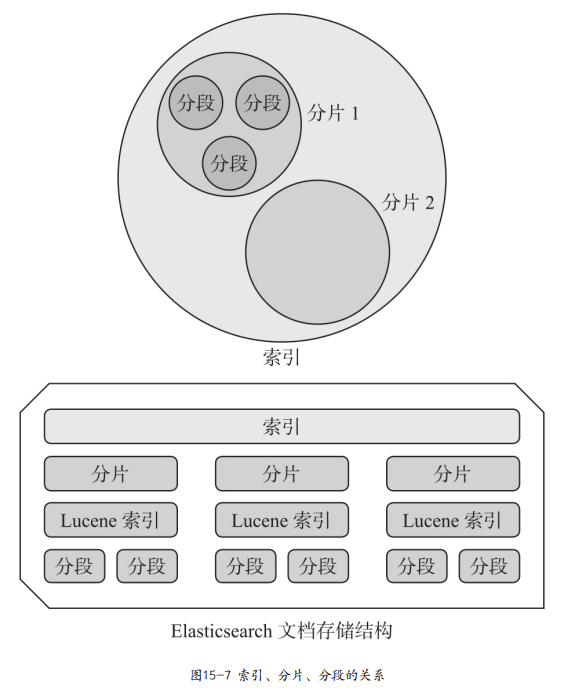 分段 分段
分片 1
分段
分片 2
索引
索引
分片 分片 分片
Lucene 索引 Lucene 索引 Lucene 索引
分段 分段 分段 分段 分段 分段
Elasticsearch 文档存储结构
图15-7 索引、分片、分段的关系